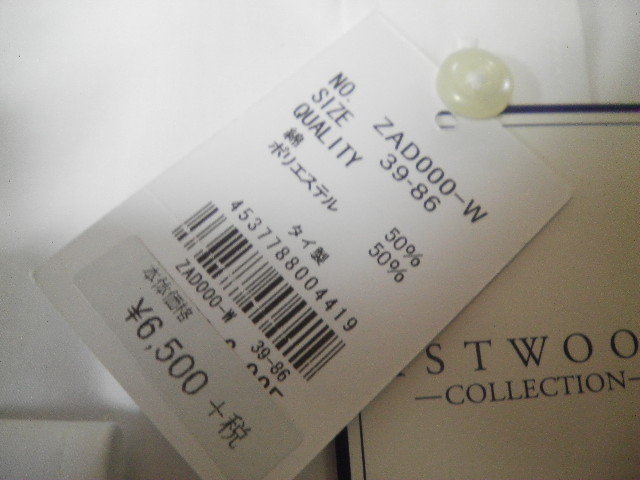 NO. ZAD000-W
SIZE 39-86
QUALITY
綿 50%
ポリエステル 50%
タイ製
4537788004419
ZAD000-W 39-86
本体価格
¥6,500 +税
STWOO
—COLLECTION—